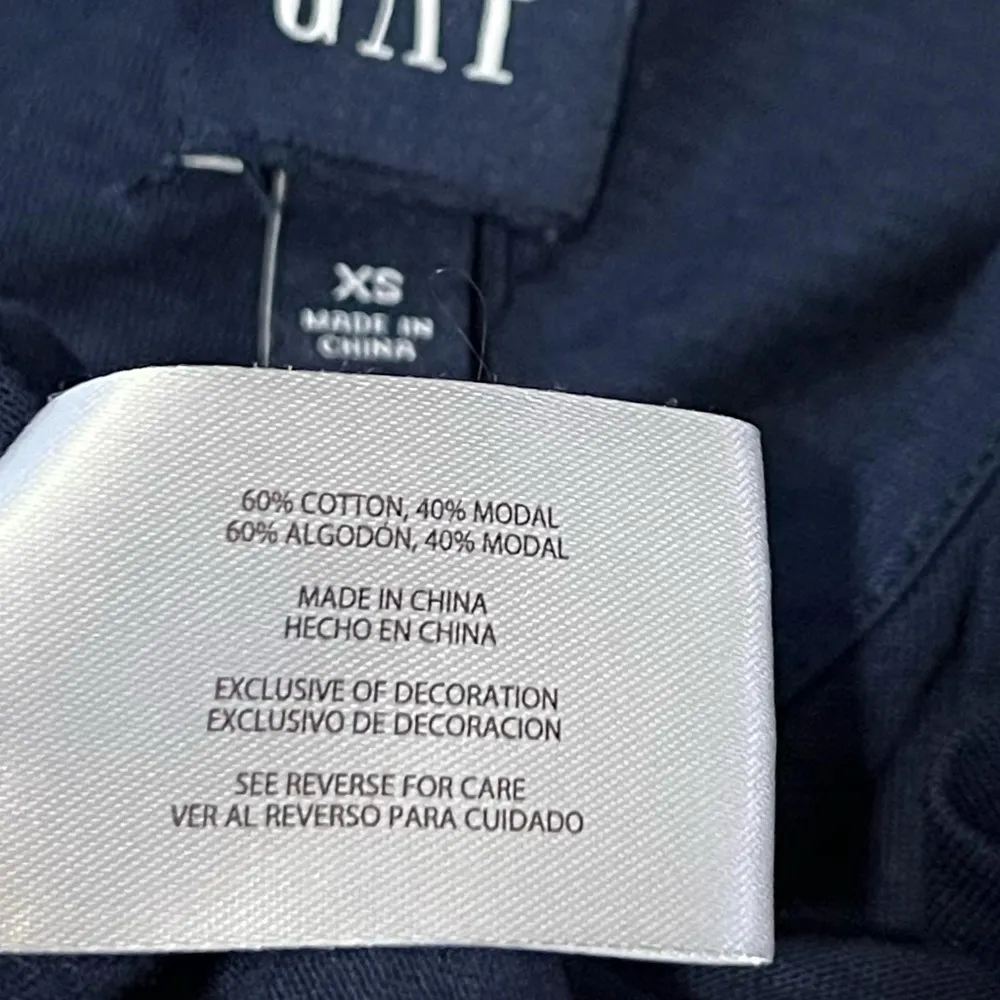 GAP
XS
MADE IN
CHINA
60% COTTON, 40% MODAL
60% ALGODÓN, 40% MODAL
MADE IN CHINA
HECHO EN CHINA
EXCLUSIVE OF DECORATION
EXCLUSIVO DE DECORACION
SEE REVERSE FOR CARE
VER AL REVERSO PARA CUIDADO